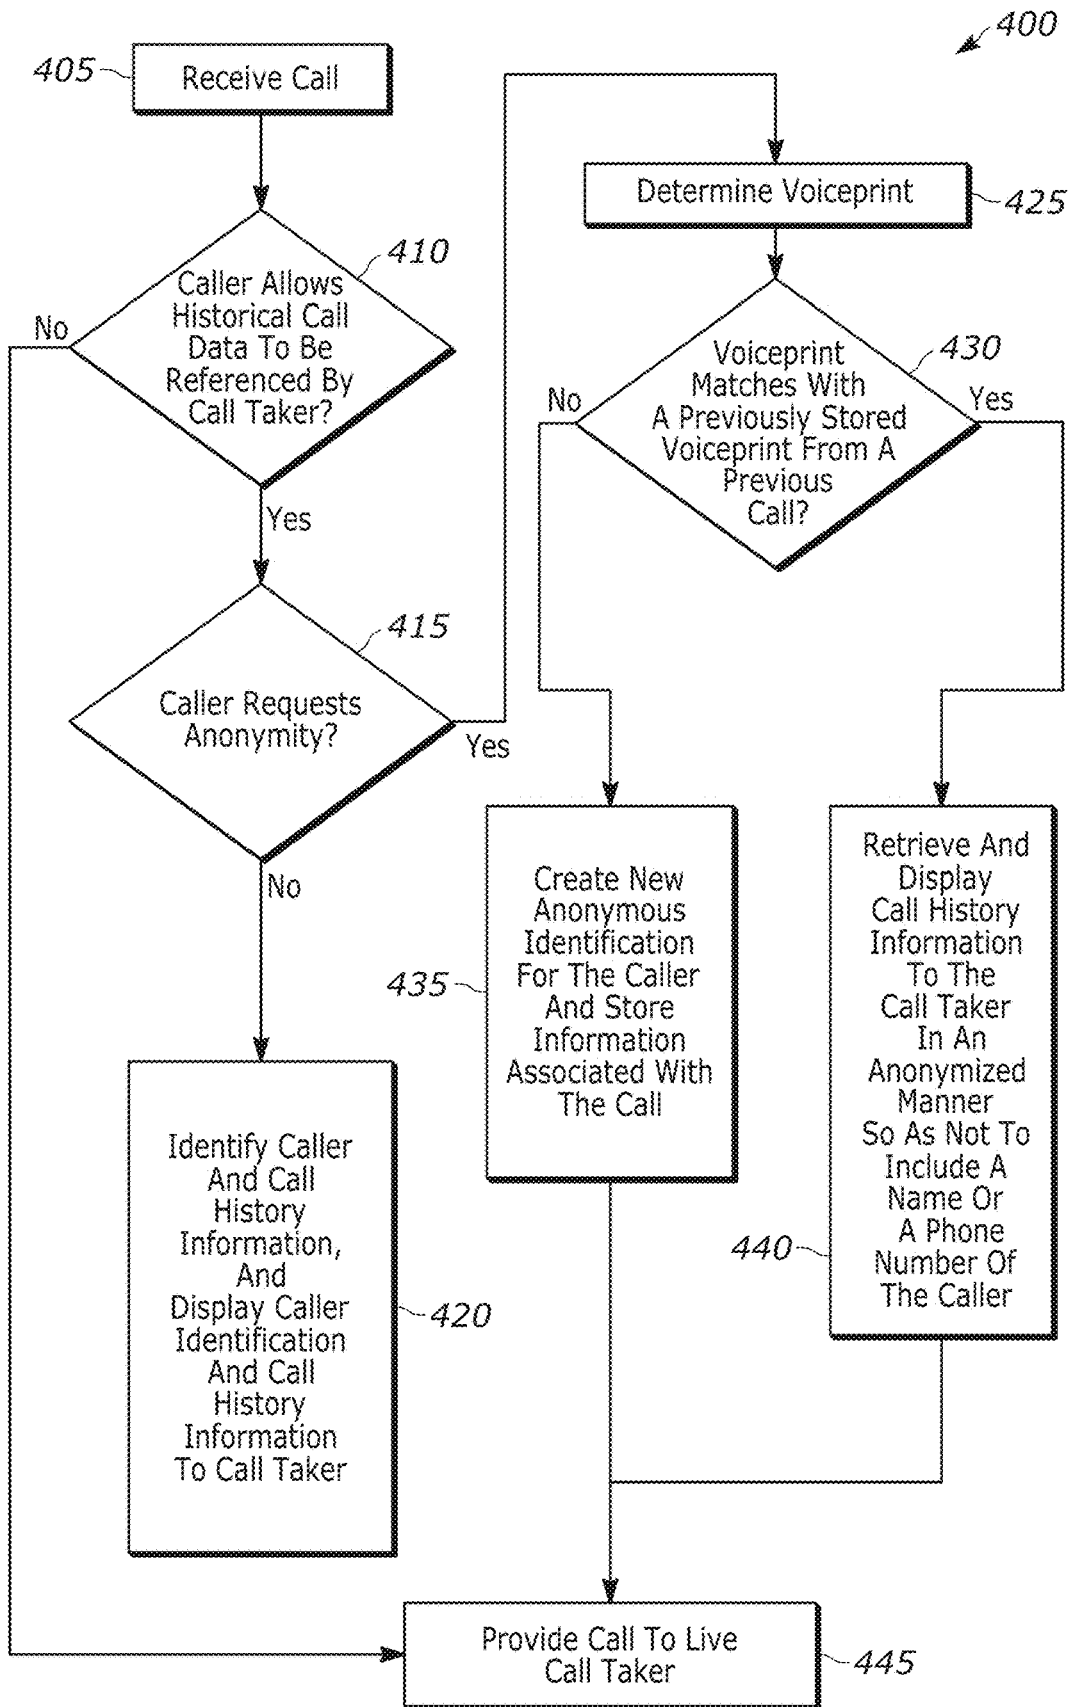 400
405
Receive Call
410
Caller Allows
Historical Call
Data To Be
Referenced By
Call Taker?
No
Yes
415
Caller Requests
Anonymity?
Yes
No
Identify Caller
And Call
History
Information,
And
Display Caller
Identification
And Call
History
Information
To Call Taker
420
Determine Voiceprint
425
430
Voiceprint
Matches With
A Previously Stored
Voiceprint From A
Previous
Call?
No
Yes
435
Create New
Anonymous
Identification
For The Caller
And Store
Information
Associated With
The Call
440
Retrieve And
Display
Call History
Information
To The
Call Taker
In An
Anonymized
Manner
So As Not To
Include A
Name Or
A Phone
Number Of
The Caller
Provide Call To Live
Call Taker
445